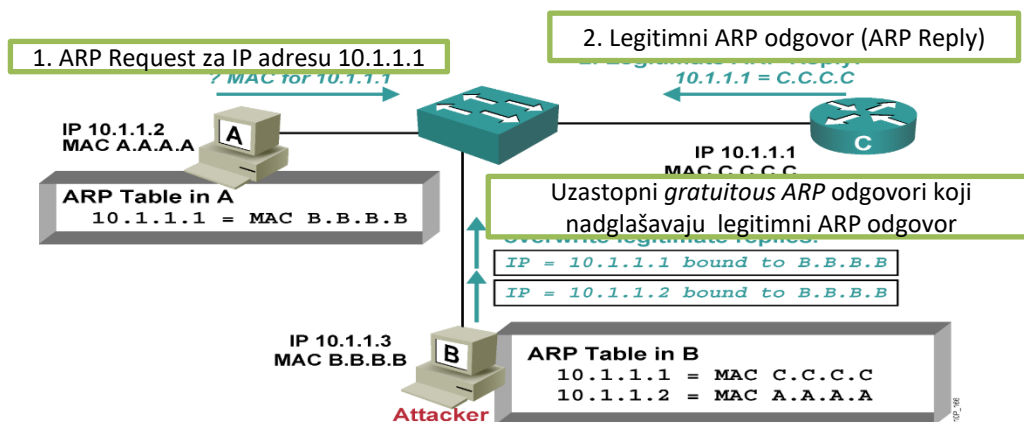 1. ARP Request za IP adresu 10.1.1.1
2. Legitimni ARP odgovor (ARP Reply)
? MAC for 10.1.1.1
10.1.1.1 = C.C.C.C
IP 10.1.1.2
MAC A.A.A.A
A
C
IP 10.1.1.1
MAC C.C.C.C
ARP Table in A
10.1.1.1 = MAC B.B.B.B
Uzastopni gratuitous ARP odgovori koji
nadglašavaju legitimni ARP odgovor
overwrite legitimate replies.
IP = 10.1.1.1 bound to B.B.B.B
IP = 10.1.1.2 bound to B.B.B.B
IP 10.1.1.3
MAC B.B.B.B
B
Attacker
ARP Table in B
10.1.1.1 = MAC C.C.C.C
10.1.1.2 = MAC A.A.A.A